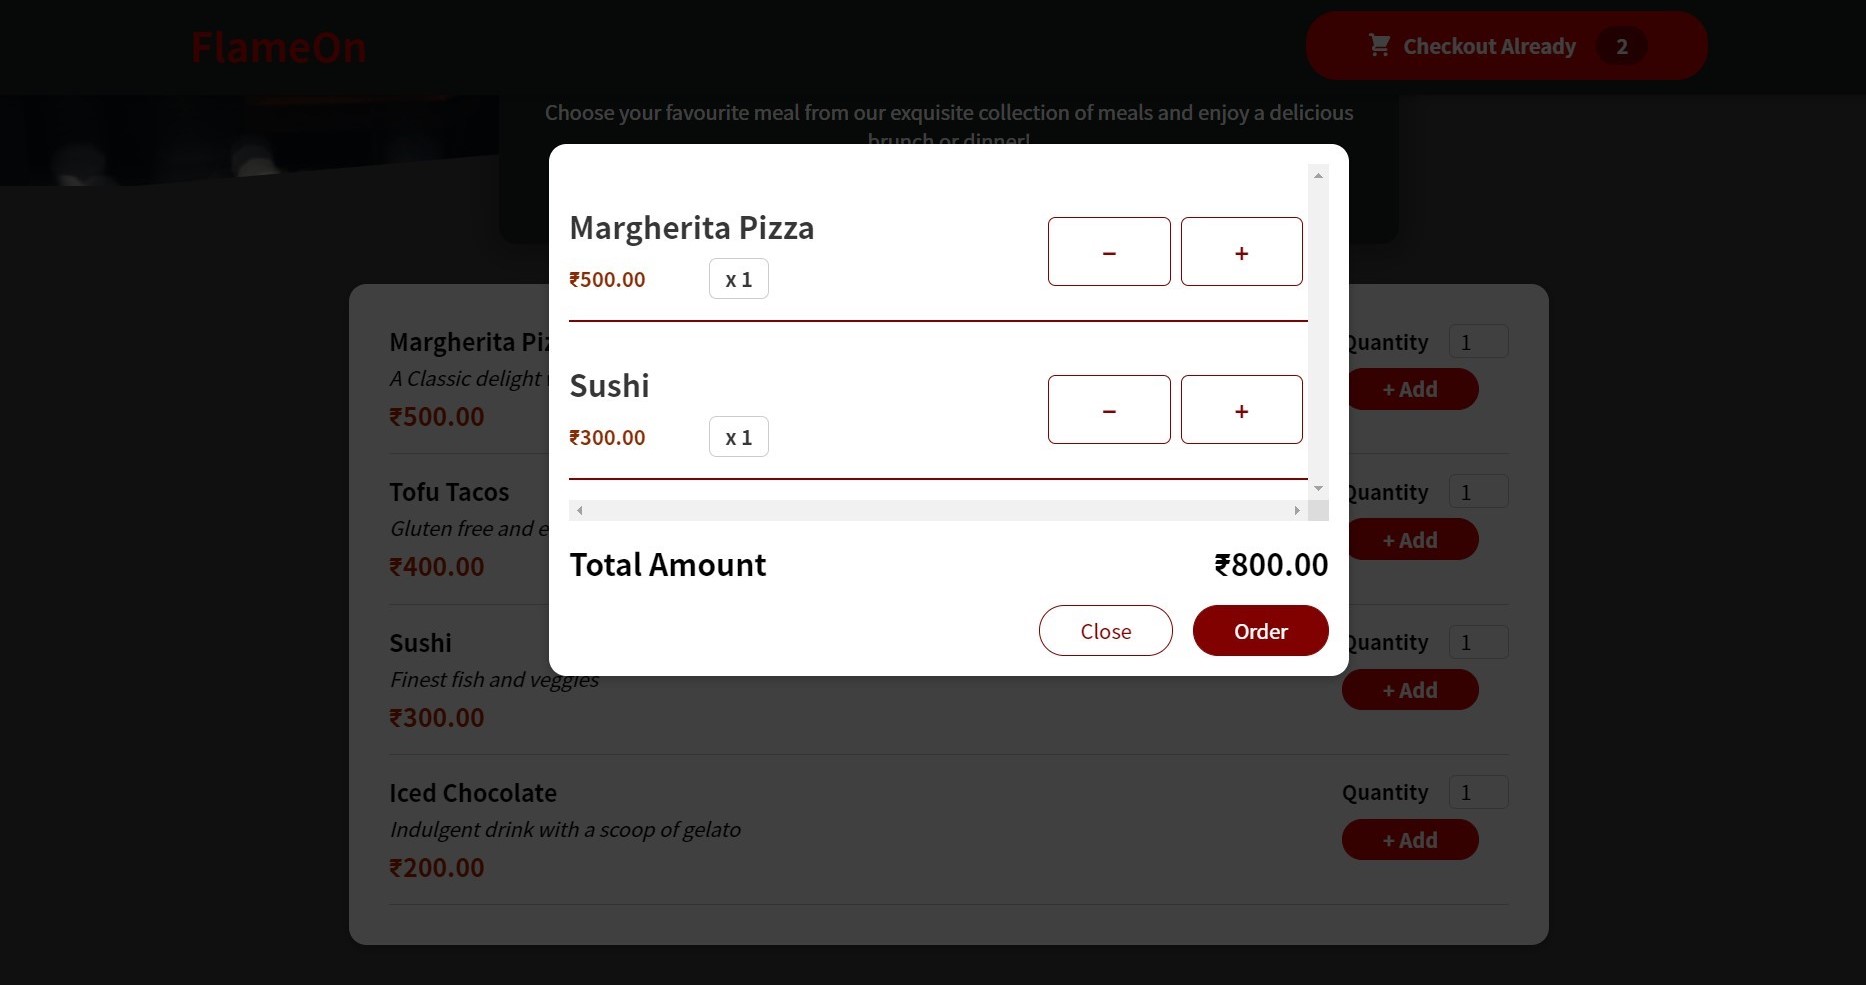 FlameOn
Checkout Already 2
Choose your favourite meal from our exquisite collection of meals and enjoy a delicious
brunch or dinner!
Margherita Pizza
₹500.00 x 1
− +
Sushi
₹300.00 x 1
− +
Total Amount ₹800.00
Close Order
Margherita
A Classic delight
₹500.00
Quantity 1
+ Add
Tofu Tacos
Gluten free and
₹400.00
Quantity 1
+ Add
Sushi
Finest fish and veggies
₹300.00
Quantity 1
+ Add
Iced Chocolate
Indulgent drink with a scoop of gelato
₹200.00
Quantity 1
+ Add